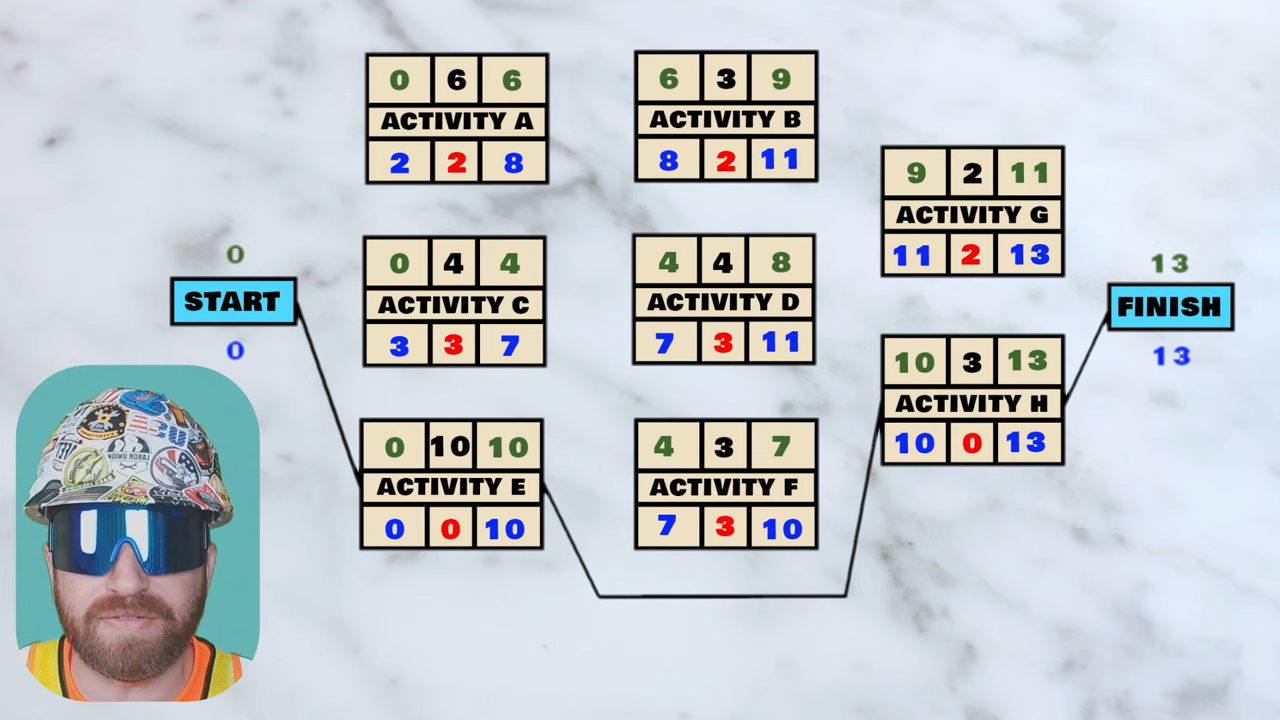 0 6 6
ACTIVITY A
2 2 8
6 3 9
ACTIVITY B
8 2 11
9 2 11
ACTIVITY G
11 2 13
0
START
0
0 4 4
ACTIVITY C
3 3 7
4 4 8
ACTIVITY D
7 3 11
13
FINISH
13
10 3 13
ACTIVITY H
10 0 13
0 10 10
ACTIVITY E
0 0 10
4 3 7
ACTIVITY F
7 3 10